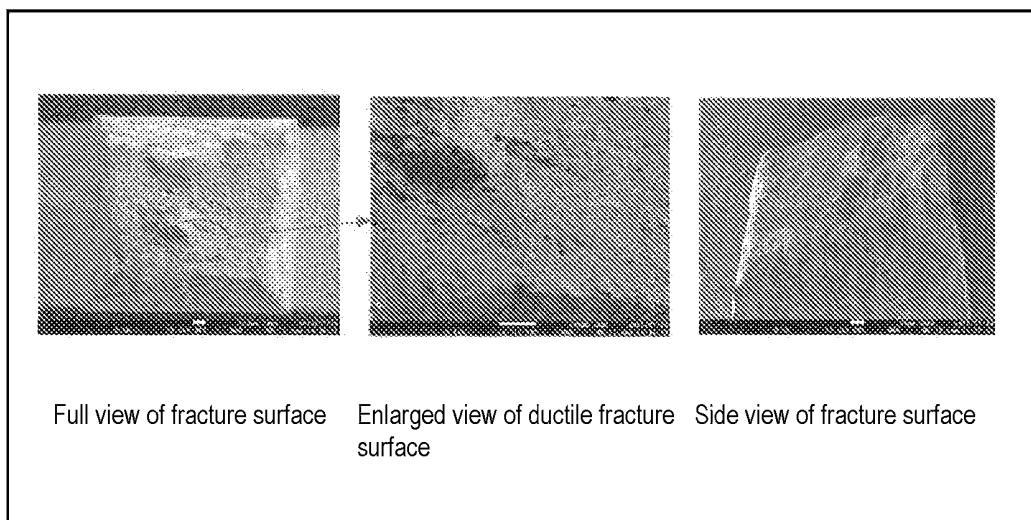 Full view of fracture surface
Enlarged view of ductile fracture
surface
Side view of fracture surface